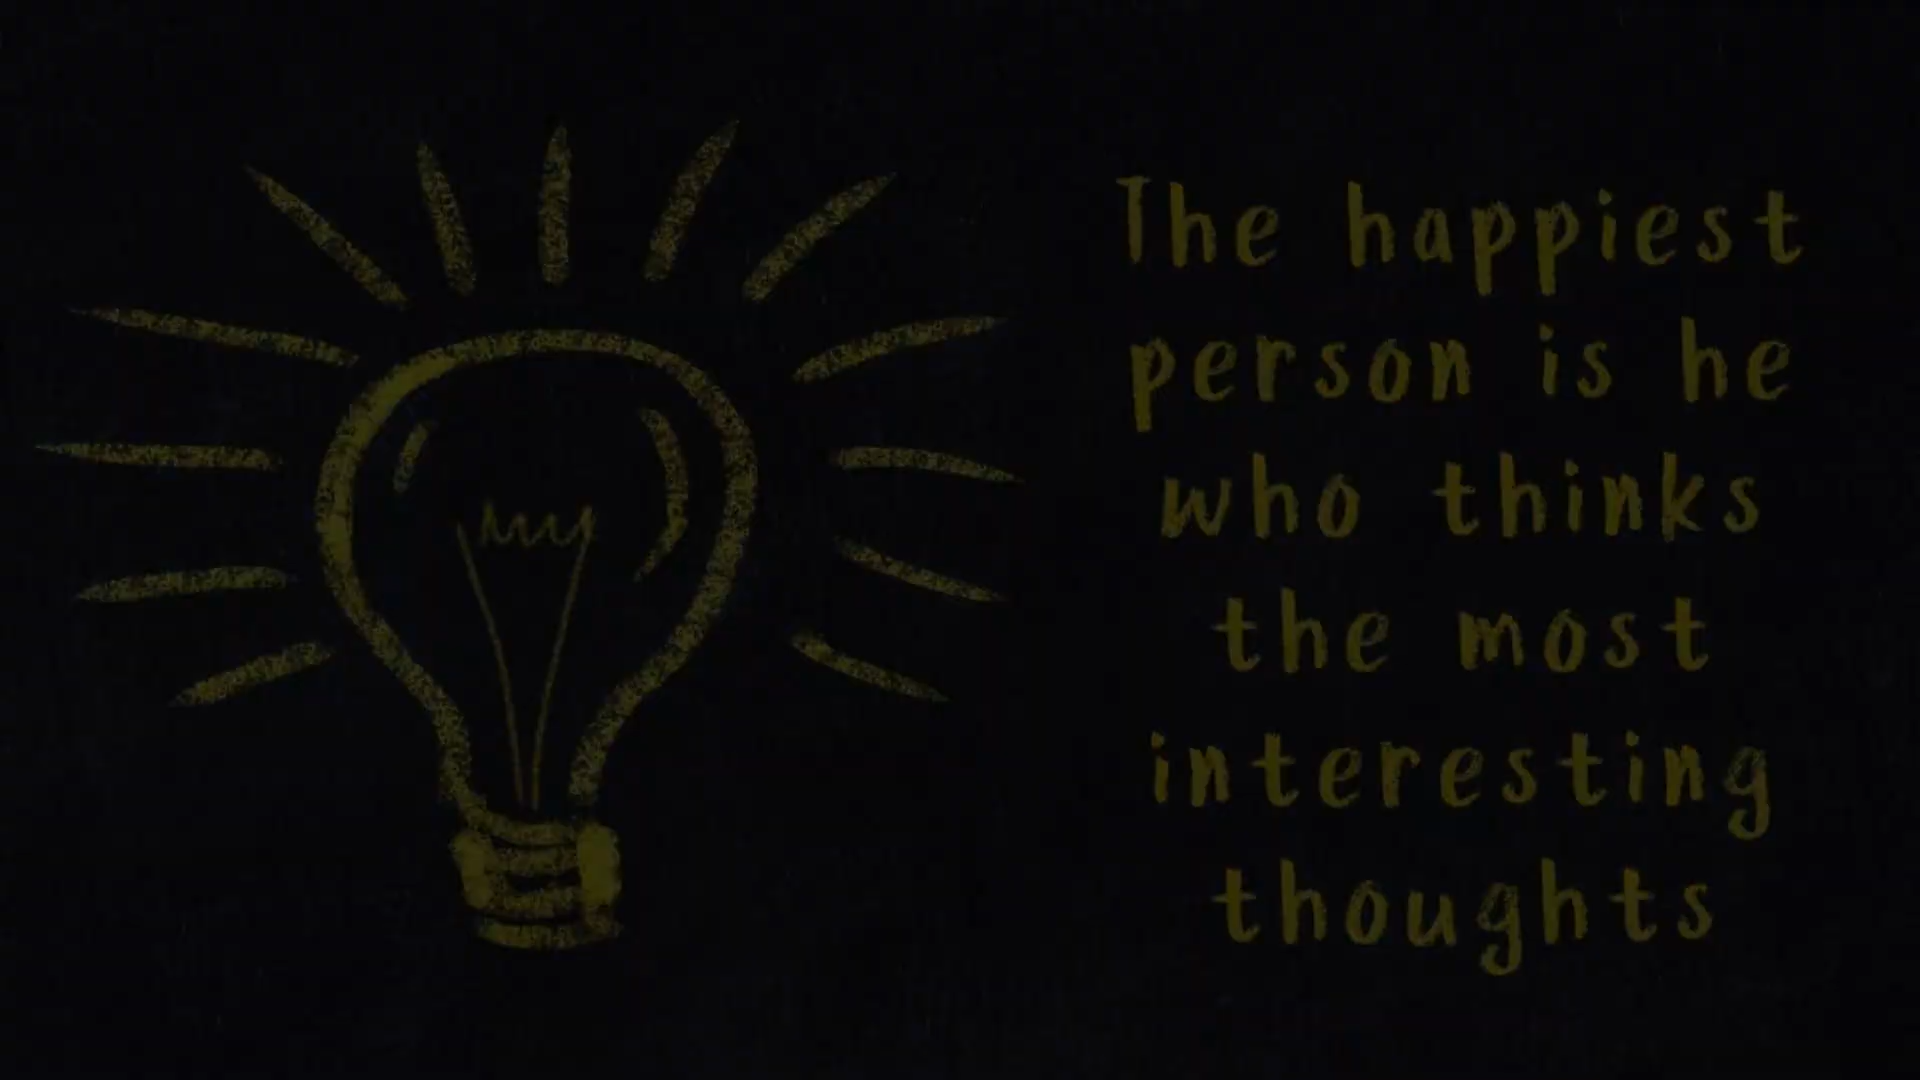 The happiest
person is he
who thinks
the most
interesting
thoughts